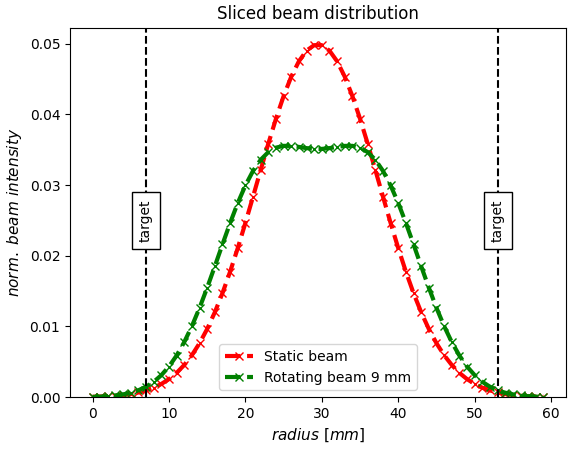 Sliced beam distribution
norm. beam intensity
0.05
0.04
0.03
0.02
0.01
0.00
target
target
Static beam
Rotating beam 9 mm
0
10
20
30
40
50
60
radius [mm]